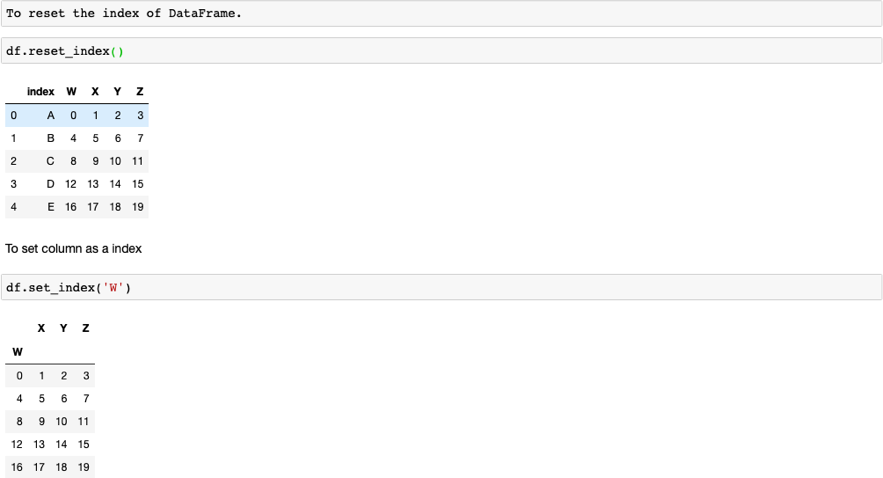 To reset the index of DataFrame.
df.reset_index()
index W X Y Z
0 A 0 1 2 3
1 B 4 5 6 7
2 C 8 9 10 11
3 D 12 13 14 15
4 E 16 17 18 19
To set column as a index
df.set_index('W')
X Y Z
W
0 1 2 3
4 5 6 7
8 9 10 11
12 13 14 15
16 17 18 19